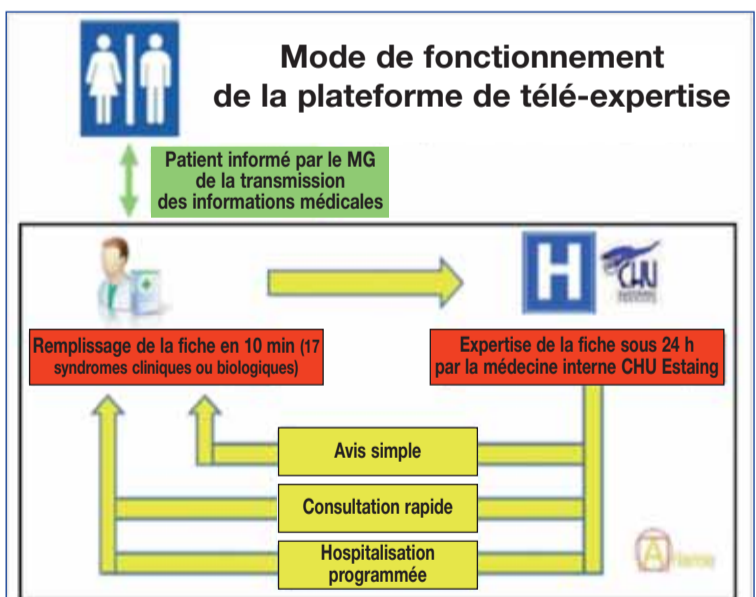 Mode de fonctionnement
de la plateforme de télé-expertise
Patient informé par le MG
de la transmission
des informations médicales
H
CHU
Remplissage de la fiche en 10 min (17
syndromes cliniques ou biologiques)
Expertise de la fiche sous 24 h
par la médecine interne CHU Estaing
Avis simple
Consultation rapide
Hospitalisation
programmée
A